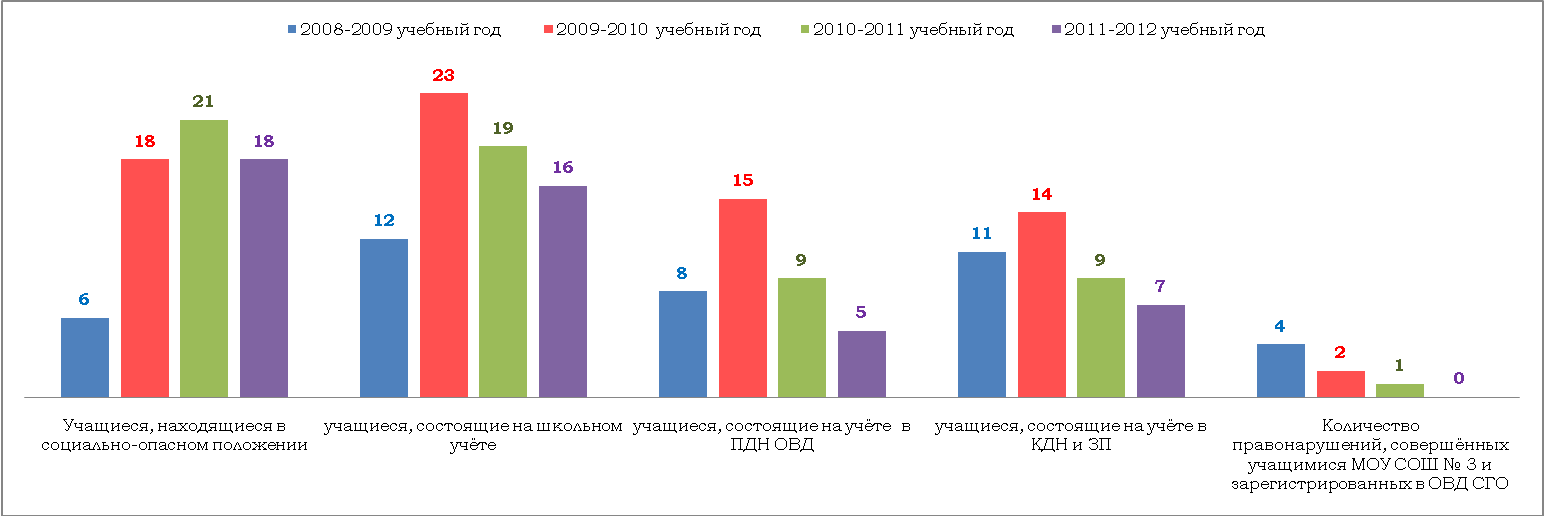 2008-2009 учебный год
2009-2010 учебный год
2010-2011 учебный год
2011-2012 учебный год
6
18
21
18
12
23
19
16
8
15
9
5
11
14
9
7
4
2
1
0
Учащиеся, находящиеся в
социально-опасном положении
учащиеся, состоящие на школьном
учёте
учащиеся, состоящие на учёте в
ПДН ОВД
учащиеся, состоящие на учёте в
КДН и ЗП
Количество
правонарушений, совершённых
учащимися МОУ СОШ № 3 и
зарегистрированных в ОВД СГО